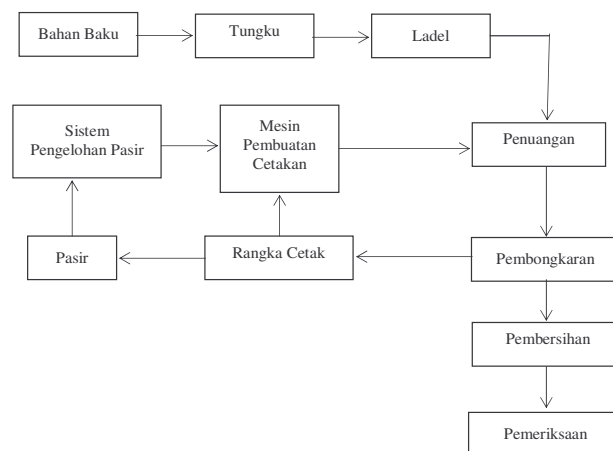 Bahan Baku
Tungku
Ladel
Sistem
Pengelohan Pasir
Mesin
Pembuatan
Cetakan
Penuangan
Pasir
Rangka Cetak
Pembongkaran
Pembersihan
Pemeriksaan